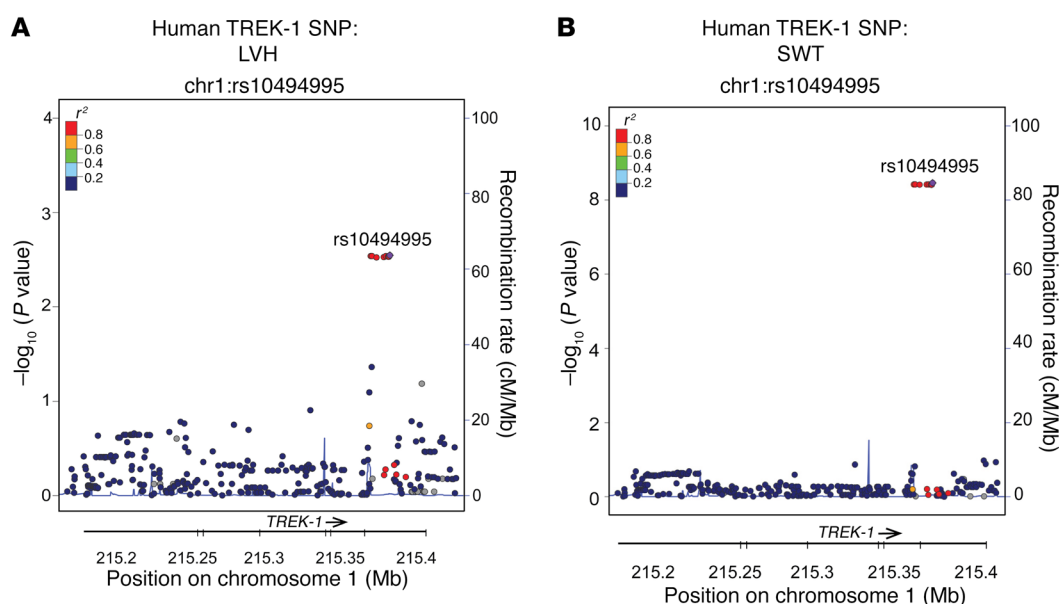 A
Human TREK-1 SNP:
LVH
chr1:rs10494995
r²
0.8
0.6
0.4
0.2
rs10494995
4
3
2
1
0
–log₁₀ (P value)
100
80
60
40
20
0
Recombination rate (cM/Mb)
TREK-1
215.2 215.25 215.3 215.35 215.4
Position on chromosome 1 (Mb)
B
Human TREK-1 SNP:
SWT
chr1:rs10494995
r²
0.8
0.6
0.4
0.2
rs10494995
10
8
6
4
2
0
–log₁₀ (P value)
100
80
60
40
20
0
Recombination rate (cM/Mb)
TREK-1
215.2 215.25 215.3 215.35 215.4
Position on chromosome 1 (Mb)